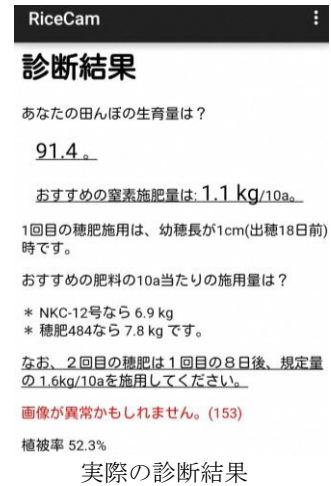 RiceCam
診断結果
あなたの田んぼの生育量は？
91.4 。
おすすめの窒素施肥量は: 1.1 kg/10a。
1回目の穂肥施用は、幼穂長が1cm(出穂18日前)
時です。
おすすめの肥料の10a当たりの施用量は？
＊ NKC-12号なら 6.9 kg
＊ 穂肥484なら 7.8 kg です。
なお、２回目の穂肥は１回目の８日後、規定量
の 1.6kg/10aを施用してください。
画像が異常かもしれません。(153)
植被率 52.3%
実際の診断結果